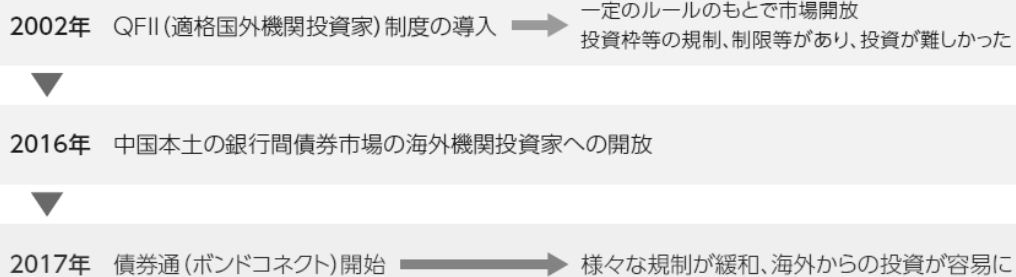 一定のルールのもとで市場開放
2002年 QFII(適格国外機関投資家)制度の導入
投資枠等の規制、制限等があり、投資が難しかった
2016年 中国本土の銀行間債券市場の海外機関投資家への開放
2017年 債券通(ボンドコネクト)開始 様々な規制が緩和、海外からの投資が容易に